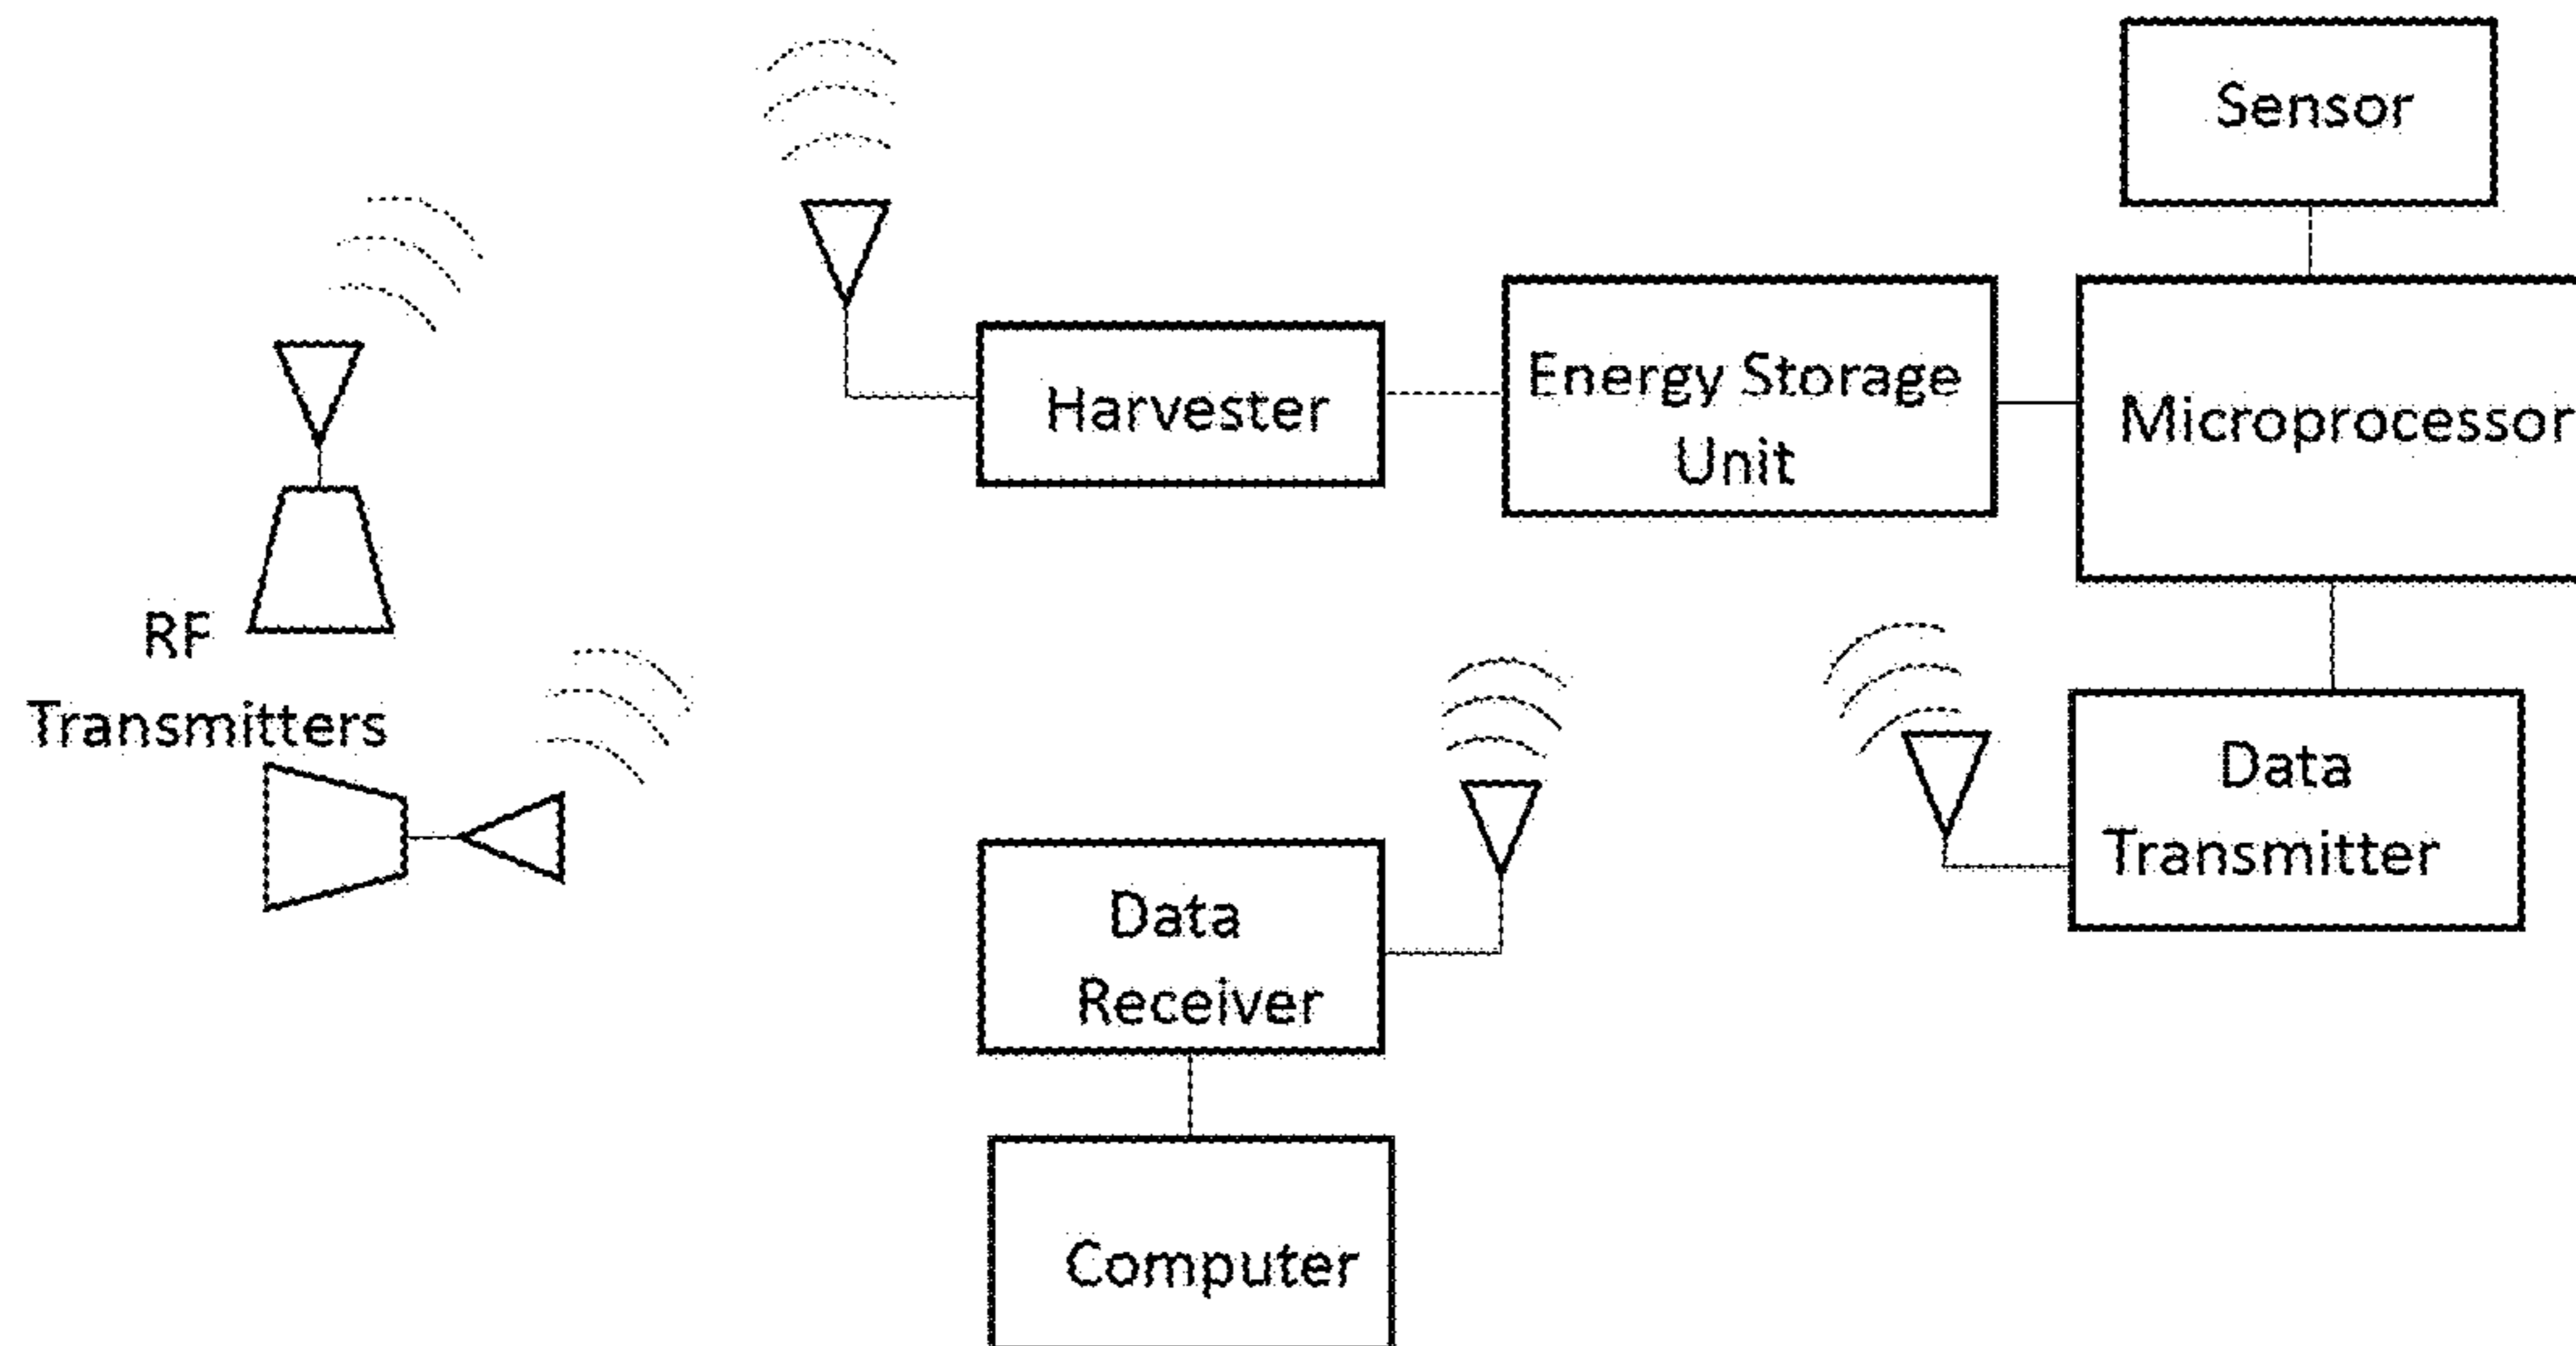 Sensor
Harvester
Energy Storage
Unit
Microprocessor
RF
Transmitters
Data
Transmitter
Data
Receiver
Computer